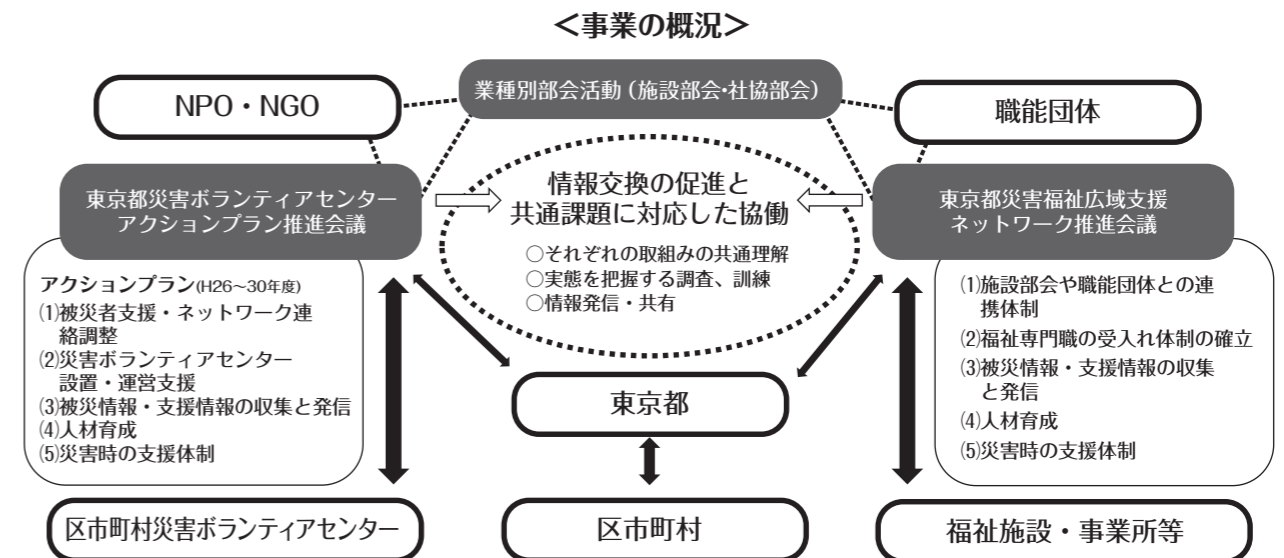 ＜事業の概況＞
業種別部会活動（施設部会・社協部会）
NPO・NGO
職能団体
東京都災害ボランティアセンター
アクションプラン推進会議
情報交換の促進と
共通課題に対応した協働
○それぞれの取組みの共通理解
○実態を把握する調査、訓練
○情報発信・共有
東京都災害福祉広域支援
ネットワーク推進会議
アクションプラン(H26～30年度)
⑴被災者支援・ネットワーク連
絡調整
⑵災害ボランティアセンター
設置・運営支援
⑶被災情報・支援情報の収集と発信
⑷人材育成
⑸災害時の支援体制
⑴施設部会や職能団体との連
携体制
⑵福祉専門職の受入れ体制の確立
⑶被災情報・支援情報の収集
と発信
⑷人材育成
⑸災害時の支援体制
東京都
区市町村災害ボランティアセンター
区市町村
福祉施設・事業所等